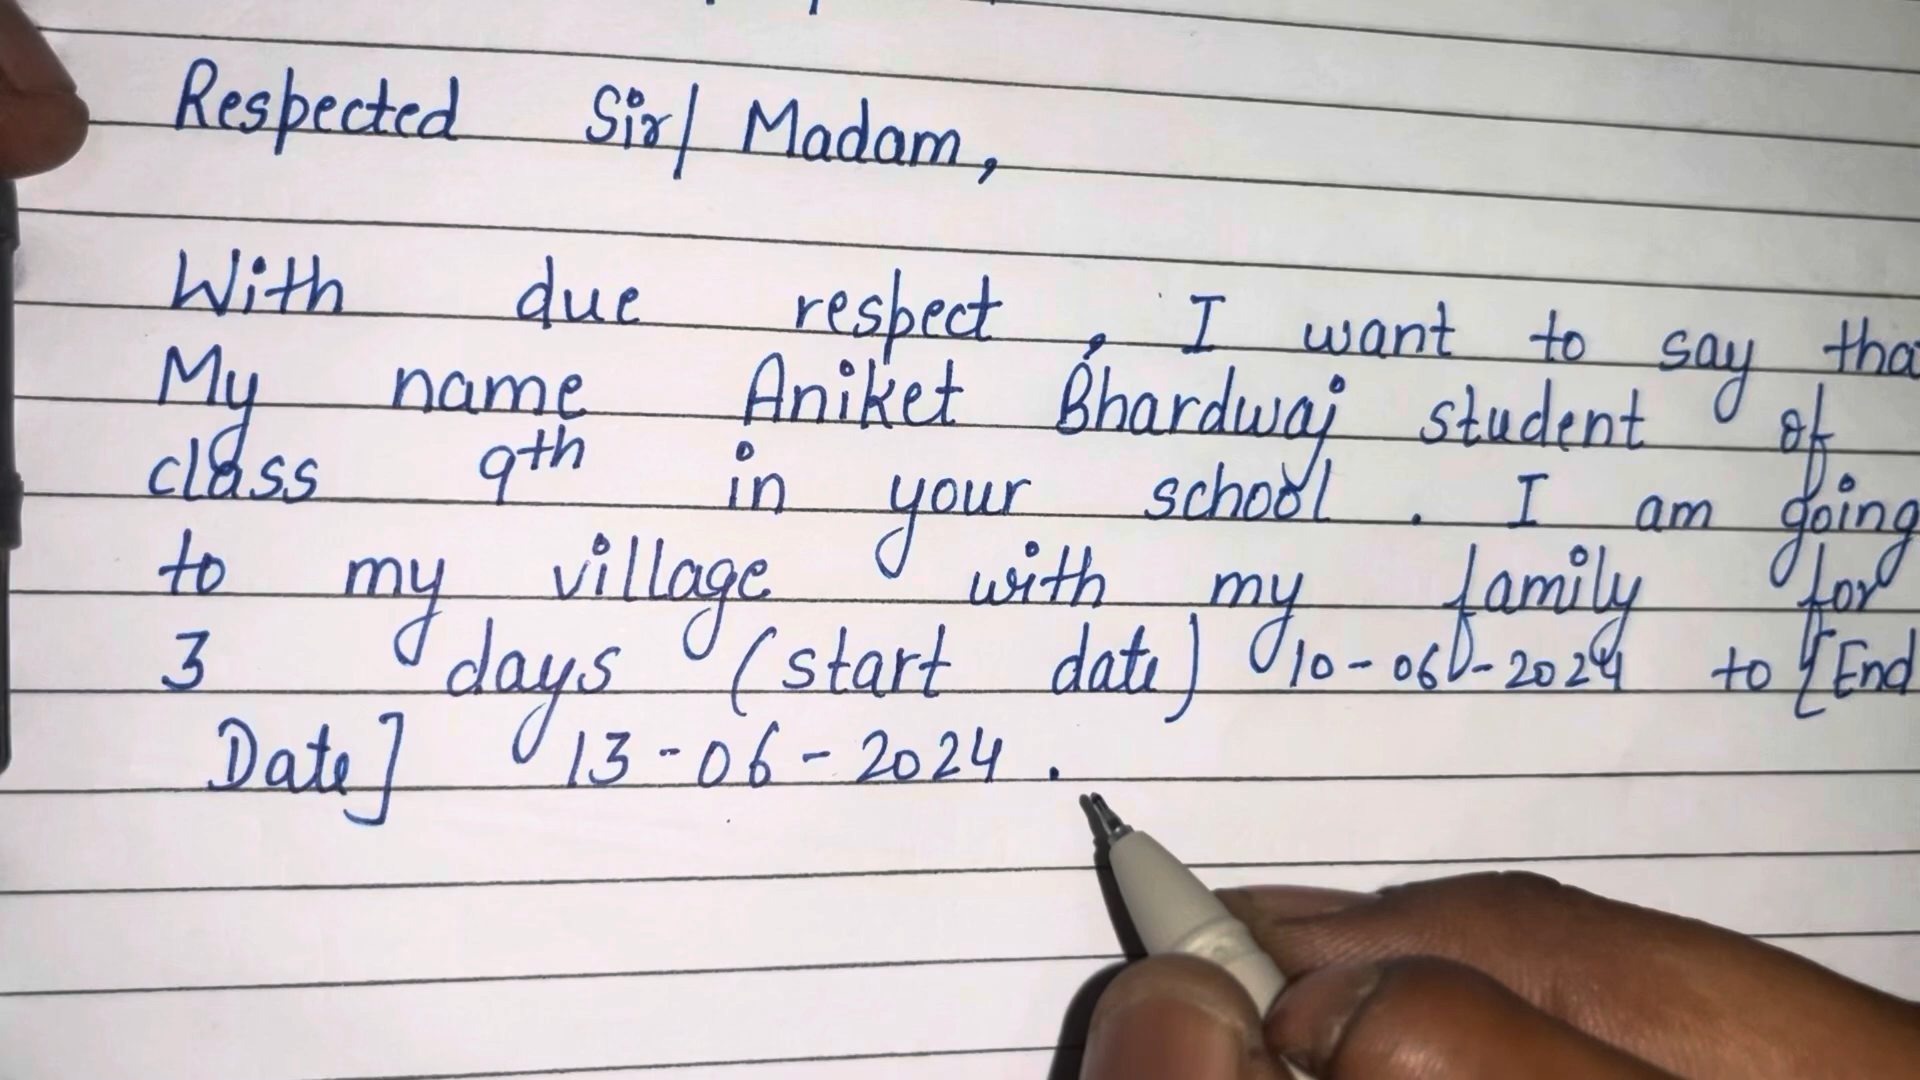 Respected Sir/ Madam,
With due respect, I want to say tha
My name Aniket Bhardwaj student of
class 9th in your school. I am going
to my village with my family for
3 days (start date) 10-06-2024 to [End
Date] 13-06-2024.